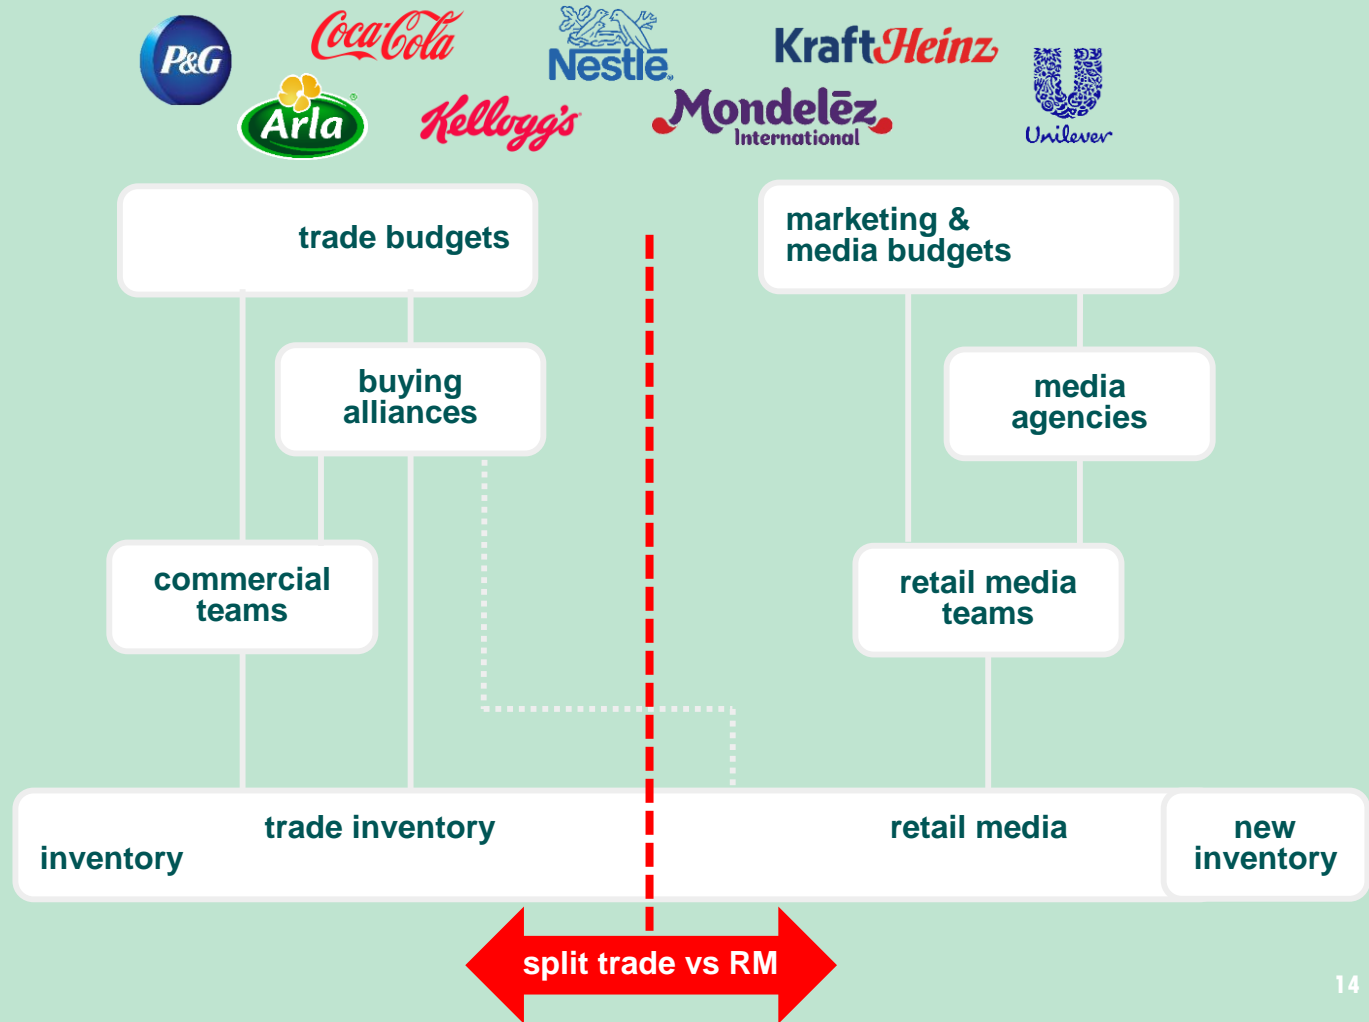 P&G
Coca-Cola
Nestlé
KraftHeinz
Unilever
Arla
Kellogg's
Mondelēz
International
trade budgets
marketing &
media budgets
buying
alliances
media
agencies
commercial
teams
retail media
teams
trade inventory
inventory
retail media
new
inventory
split trade vs RM
14